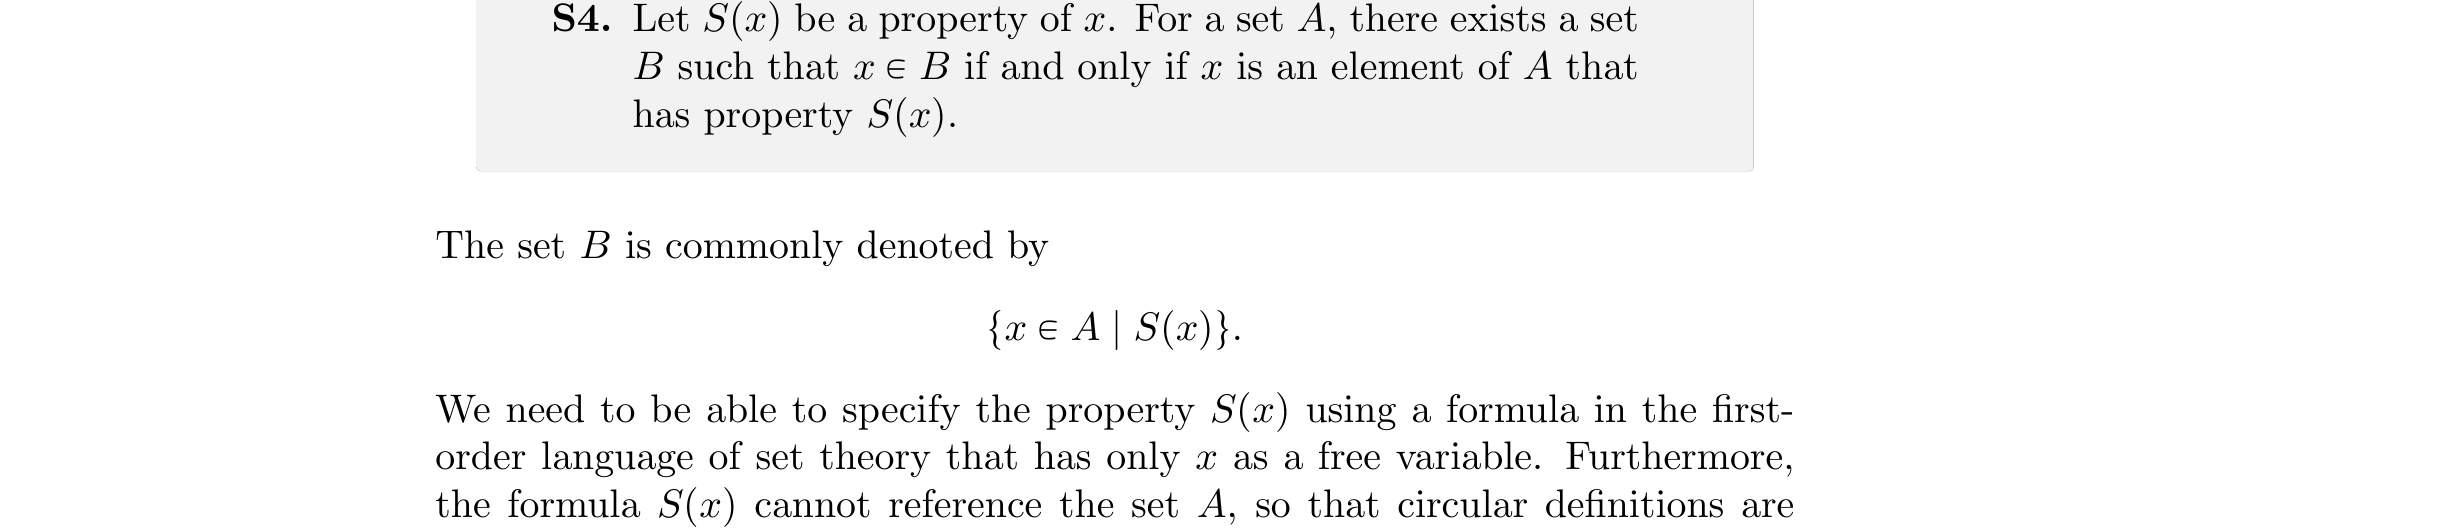 S4. Let S(x) be a property of x. For a set A, there exists a set
B such that x ∈ B if and only if x is an element of A that
has property S(x).
The set B is commonly denoted by
{x ∈ A | S(x)}.
We need to be able to specify the property S(x) using a formula in the first-
order language of set theory that has only x as a free variable. Furthermore,
the formula S(x) cannot reference the set A, so that circular definitions are